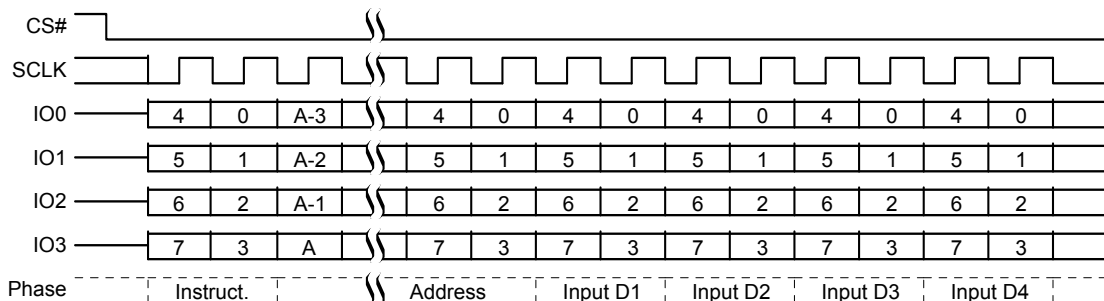 CS#
SCLK
IO0 4 0 A-3 4 0 4 0 4 0 4 0 4 0
IO1 5 1 A-2 5 1 5 1 5 1 5 1 5 1
IO2 6 2 A-1 6 2 6 2 6 2 6 2 6 2
IO3 7 3 A 7 3 7 3 7 3 7 3 7 3
Phase Instruct. Address Input D1 Input D2 Input D3 Input D4